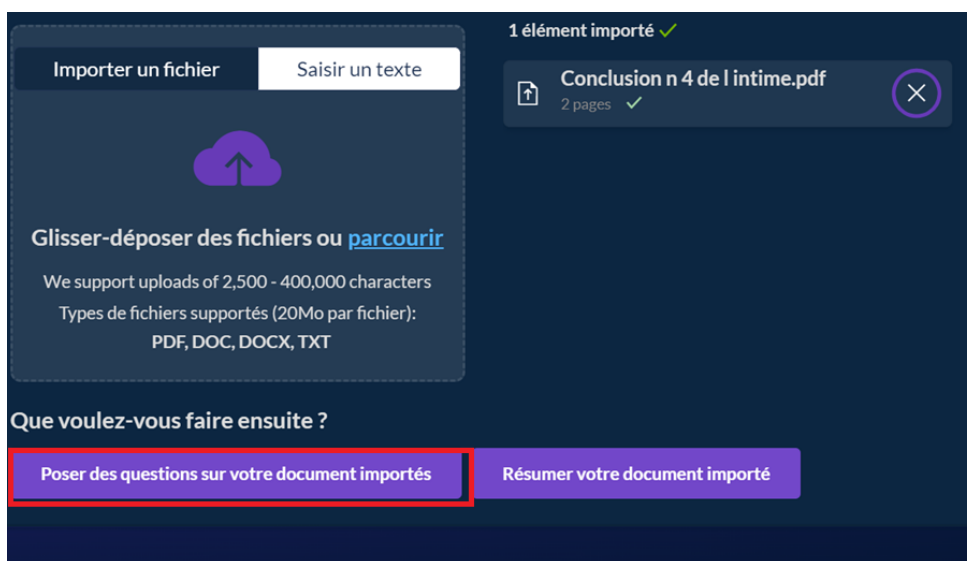 Importer un fichier
Saisir un texte
Glisser-déposer des fichiers ou parcourir
We support uploads of 2,500 - 400,000 characters
Types de fichiers supportés (20Mo par fichier):
PDF, DOC, DOCX, TXT
1 élément importé
Conclusion n 4 de l intime.pdf
2 pages
Que voulez-vous faire ensuite ?
Poser des questions sur votre document importés
Résumer votre document importé